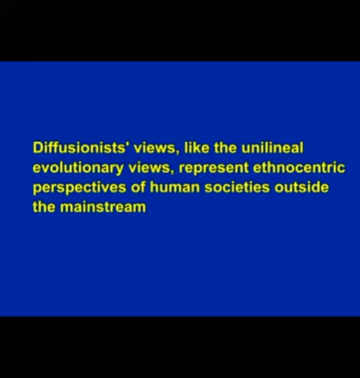 Diffusionists' views, like the unilineal
evolutionary views, represent ethnocentric
perspectives of human societies outside
the mainstream